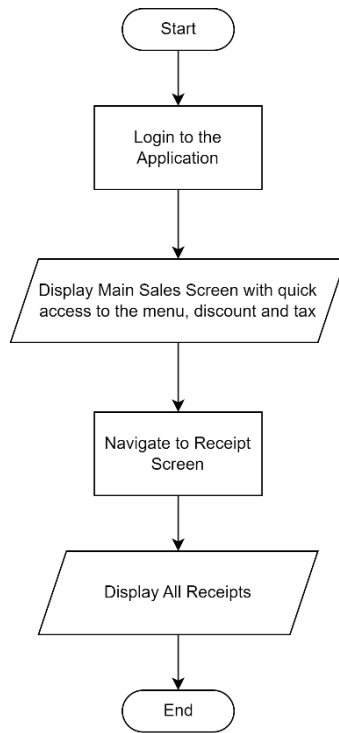 Start
Login to the
Application
Display Main Sales Screen with quick
access to the menu, discount and tax
Navigate to Receipt
Screen
Display All Receipts
End